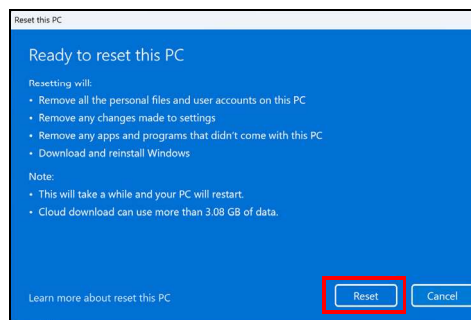 Reset this PC
Ready to reset this PC
Resetting will:
• Remove all the personal files and user accounts on this PC
• Remove any changes made to settings
• Remove any apps and programs that didn't come with this PC
• Download and reinstall Windows
Note:
• This will take a while and your PC will restart.
• Cloud download can use more than 3.08 GB of data.
Learn more about reset this PC
Reset
Cancel